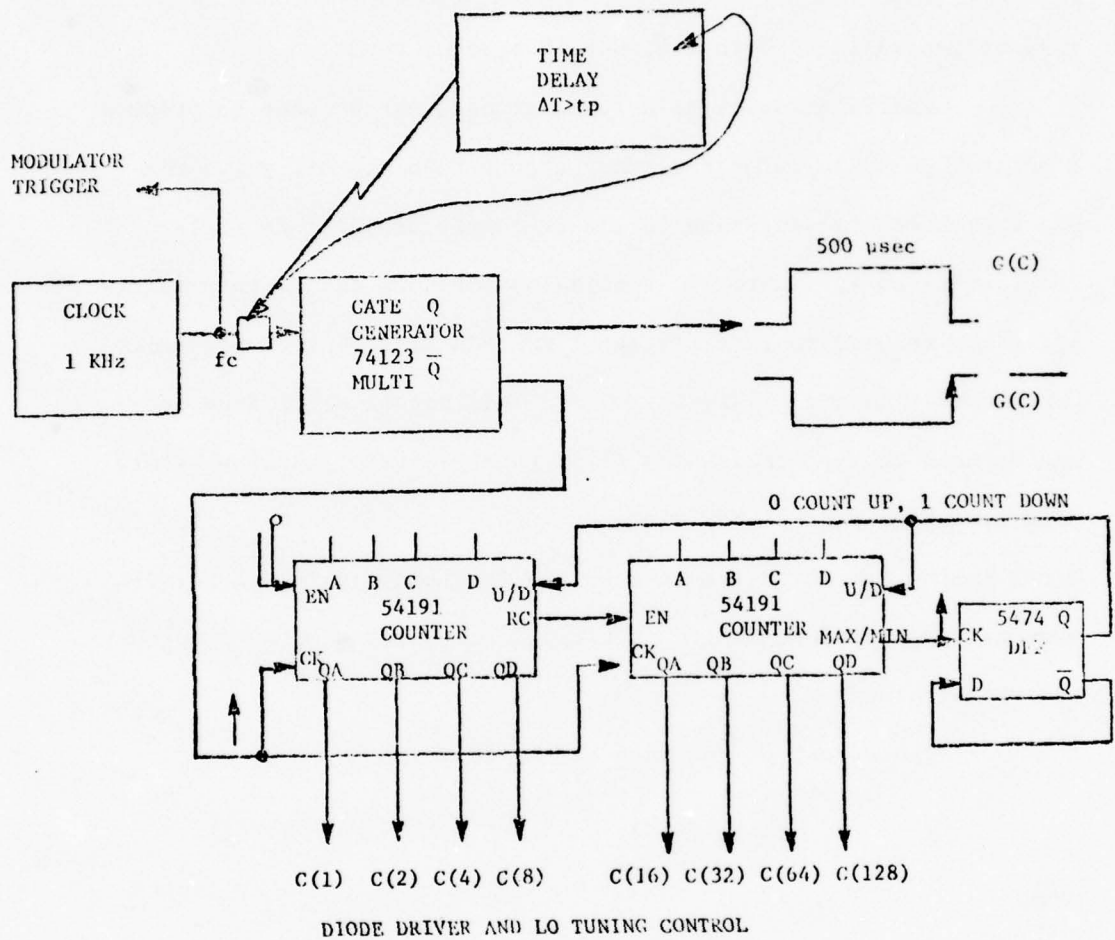 TIME
DELAY
ΔT>tp
MODULATOR
TRIGGER
CLOCK
1 KHz
fc
GATE Q
GENERATOR
74123 Q̅
MULTI
500 μsec
G(C)
G(C)
0 COUNT UP, 1 COUNT DOWN
A B C D
EN U/D
54191
COUNTER
RC
CK
QA QB QC QD
A B C D
U/D
54191
EN
COUNTER
MAX/MIN
CK
QA QB QC QD
5474 Q
CK
D Q̅
C(1) C(2) C(4) C(8) C(16) C(32) C(64) C(128)
DIODE DRIVER AND LO TUNING CONTROL